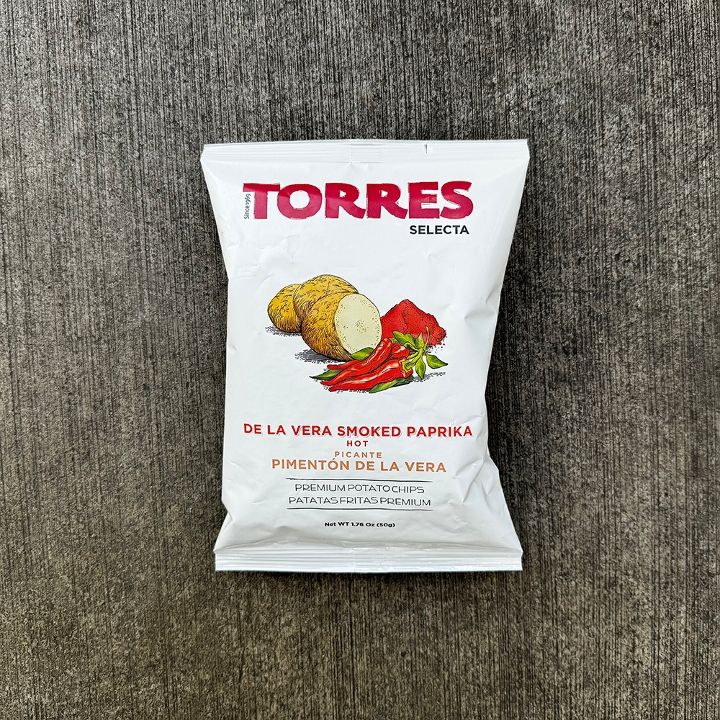 Since 1969
TORRES
SELECTA
DE LA VERA SMOKED PAPRIKA
HOT
PICANTE
PIMENTÓN DE LA VERA
PREMIUM POTATO CHIPS
PATATAS FRITAS PREMIUM
Net WT 1.76 Oz (50g)